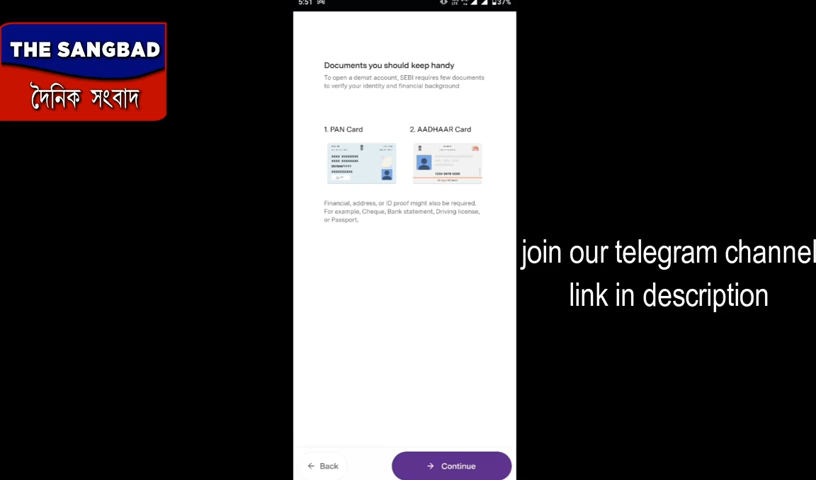 5:51
37%
THE SANGBAD
দৈনিক সংবাদ
Documents you should keep handy
To open a demat account, SEBI requires few documents
to verify your identity and financial background
1. PAN Card
2. AADHAAR Card
Financial, address, or ID proof might also be required.
For example, Cheque, Bank statement, Driving license,
or Passport.
join our telegram channel
link in description
← Back
→ Continue